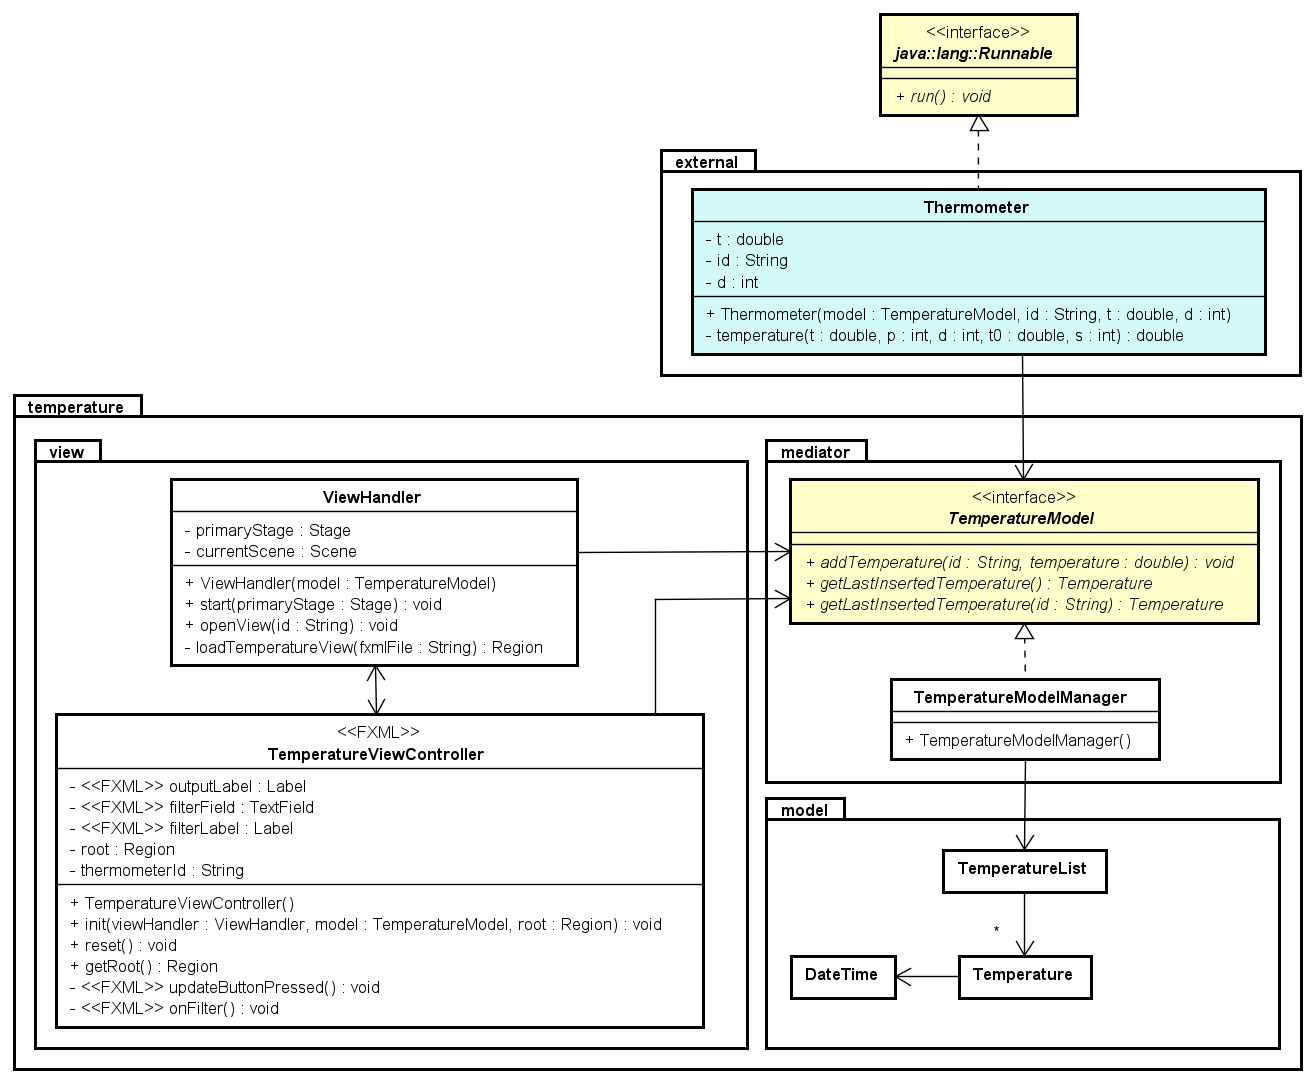 <<interface>>
java::lang::Runnable
+ run() : void
external
Thermometer
- t : double
- id : String
- d : int
+ Thermometer(model : TemperatureModel, id : String, t : double, d : int)
- temperature(t : double, p : int, d : int, t0 : double, s : int) : double
temperature
view
ViewHandler
- primaryStage : Stage
- currentScene : Scene
+ ViewHandler(model : TemperatureModel)
+ start(primaryStage : Stage) : void
+ openView(id : String) : void
- loadTemperatureView(fxmlFile : String) : Region
<<FXML>>
TemperatureViewController
- <<FXML>> outputLabel : Label
- <<FXML>> filterField : TextField
- <<FXML>> filterLabel : Label
- root : Region
- thermometerId : String
+ TemperatureViewController()
+ init(viewHandler : ViewHandler, model : TemperatureModel, root : Region) : void
+ reset() : void
+ getRoot() : Region
- <<FXML>> updateButtonPressed() : void
- <<FXML>> onFilter() : void
mediator
<<interface>>
TemperatureModel
+ addTemperature(id : String, temperature : double) : void
+ getLastInsertedTemperature() : Temperature
+ getLastInsertedTemperature(id : String) : Temperature
TemperatureModelManager
+ TemperatureModelManager()
model
TemperatureList
*
DateTime
Temperature